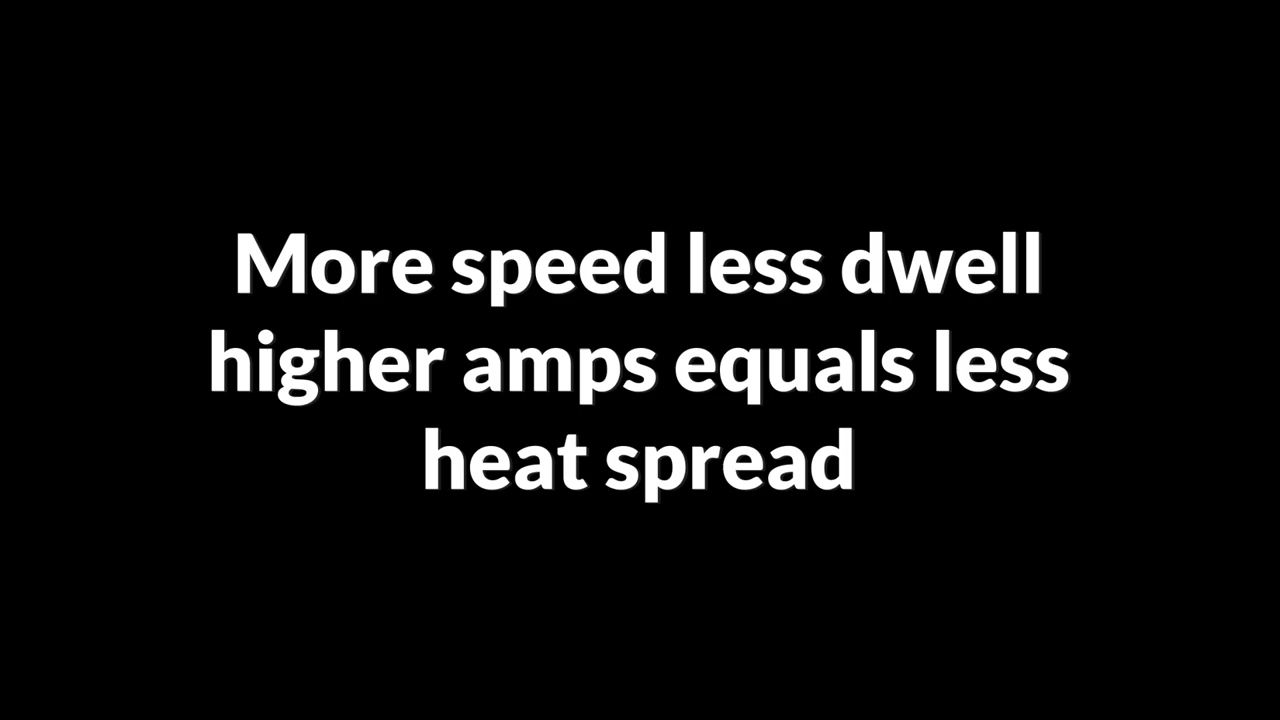 More speed less dwell
higher amps equals less
heat spread